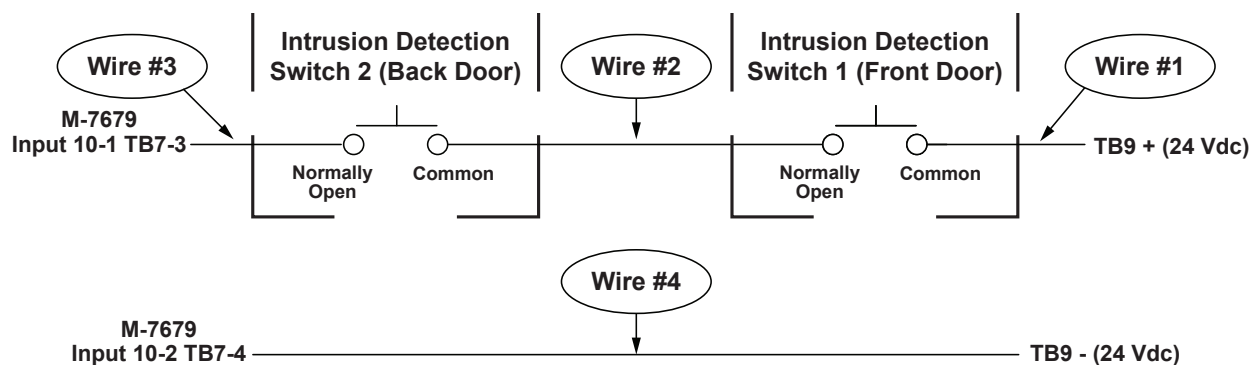 Intrusion Detection
Switch 2 (Back Door)
Intrusion Detection
Switch 1 (Front Door)
Wire #3
Wire #2
Wire #1
M-7679
Input 10-1 TB7-3
TB9 + (24 Vdc)
Normally
Open
Common
Normally
Open
Common
Wire #4
M-7679
Input 10-2 TB7-4
TB9 - (24 Vdc)